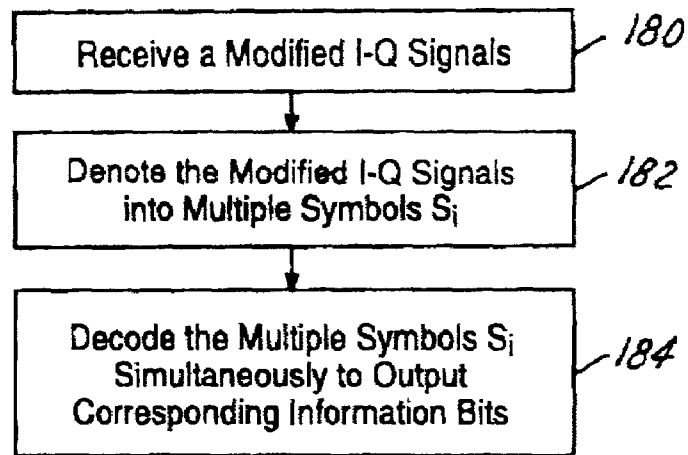 Receive a Modified I-Q Signals
180
Denote the Modified I-Q Signals
into Multiple Symbols Si
182
Decode the Multiple Symbols Si
Simultaneously to Output
Corresponding Information Bits
184